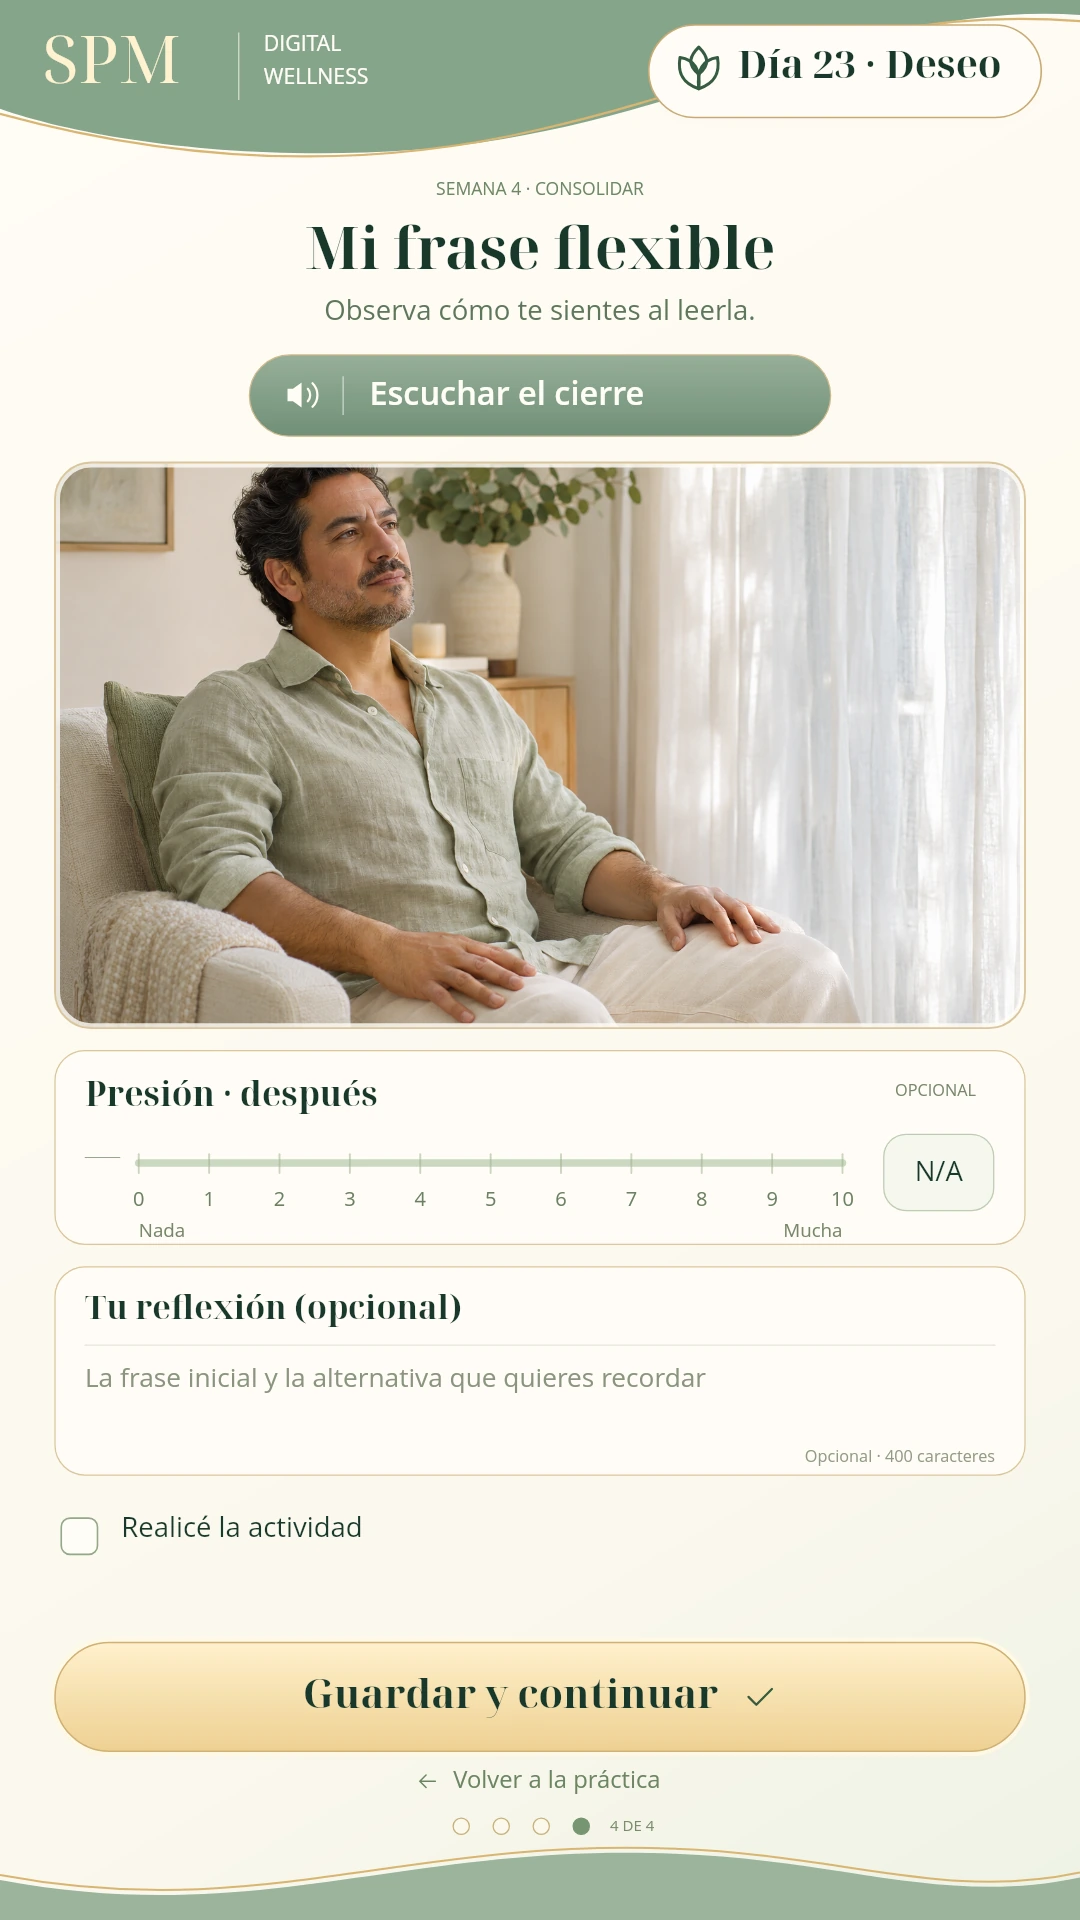 SPM
DIGITAL
WELLNESS
Día 23 · Deseo
SEMANA 4 · CONSOLIDAR
Mi frase flexible
Observa cómo te sientes al leerla.
Escuchar el cierre
Presión · después
OPCIONAL
0 1 2 3 4 5 6 7 8 9 10
N/A
Nada
Mucha
Tu reflexión (opcional)
La frase inicial y la alternativa que quieres recordar
Opcional · 400 caracteres
Realicé la actividad
Guardar y continuar
Volver a la práctica
4 DE 4